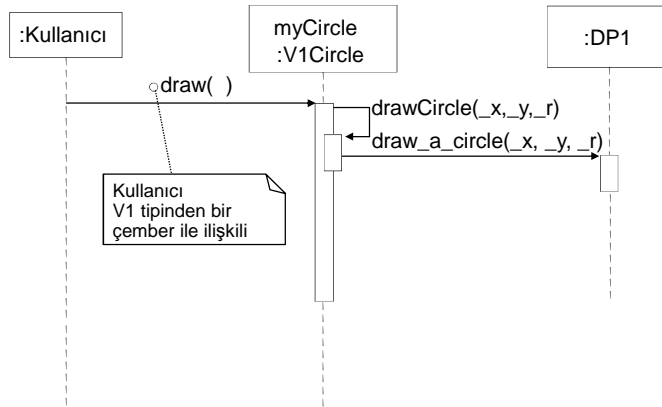 :Kullanıcı
myCircle
:V1Circle
:DP1
draw( )
drawCircle(_x,_y,_r)
draw_a_circle(_x, _y, _r)
Kullanıcı
V1 tipinden bir
çember ile ilişkili